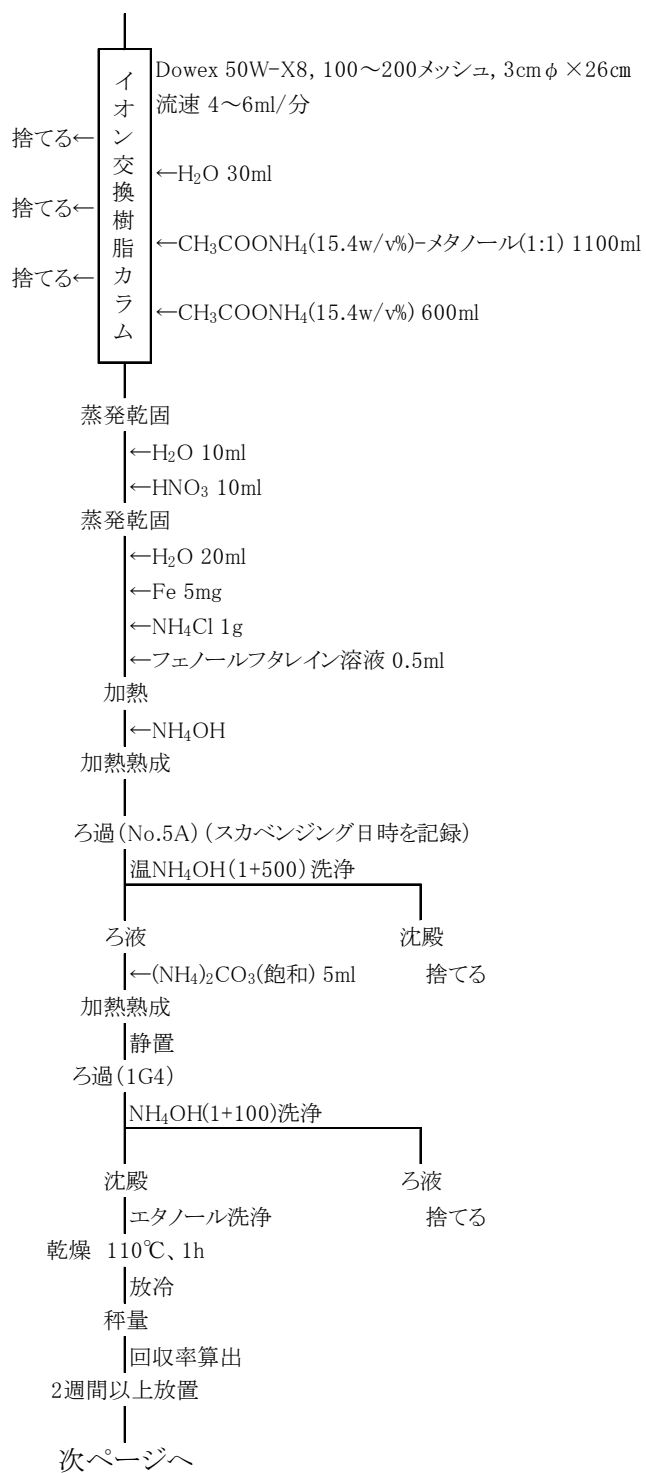 Dowex 50W-X8, 100～200メッシュ, 3cmφ×26㎝
流速 4～6ml/分
イオン交換樹脂カラム
捨てる←
←H₂O 30ml
捨てる←
←CH₃COONH₄(15.4w/v%)-メタノール(1:1) 1100ml
捨てる←
←CH₃COONH₄(15.4w/v%) 600ml
蒸発乾固
←H₂O 10ml
←HNO₃ 10ml
蒸発乾固
←H₂O 20ml
←Fe 5mg
←NH₄Cl 1g
←フェノールフタレイン溶液 0.5ml
加熱
←NH₄OH
加熱熟成
ろ過(No.5A) (スカベンジング日時を記録)
温NH₄OH(1+500)洗浄
ろ液 沈殿
←(NH₄)₂CO₃(飽和) 5ml 捨てる
加熱熟成
静置
ろ過(1G4)
NH₄OH(1+100)洗浄
沈殿 ろ液
エタノール洗浄 捨てる
乾燥 110℃、1h
放冷
秤量
回収率算出
2週間以上放置
次ページへ